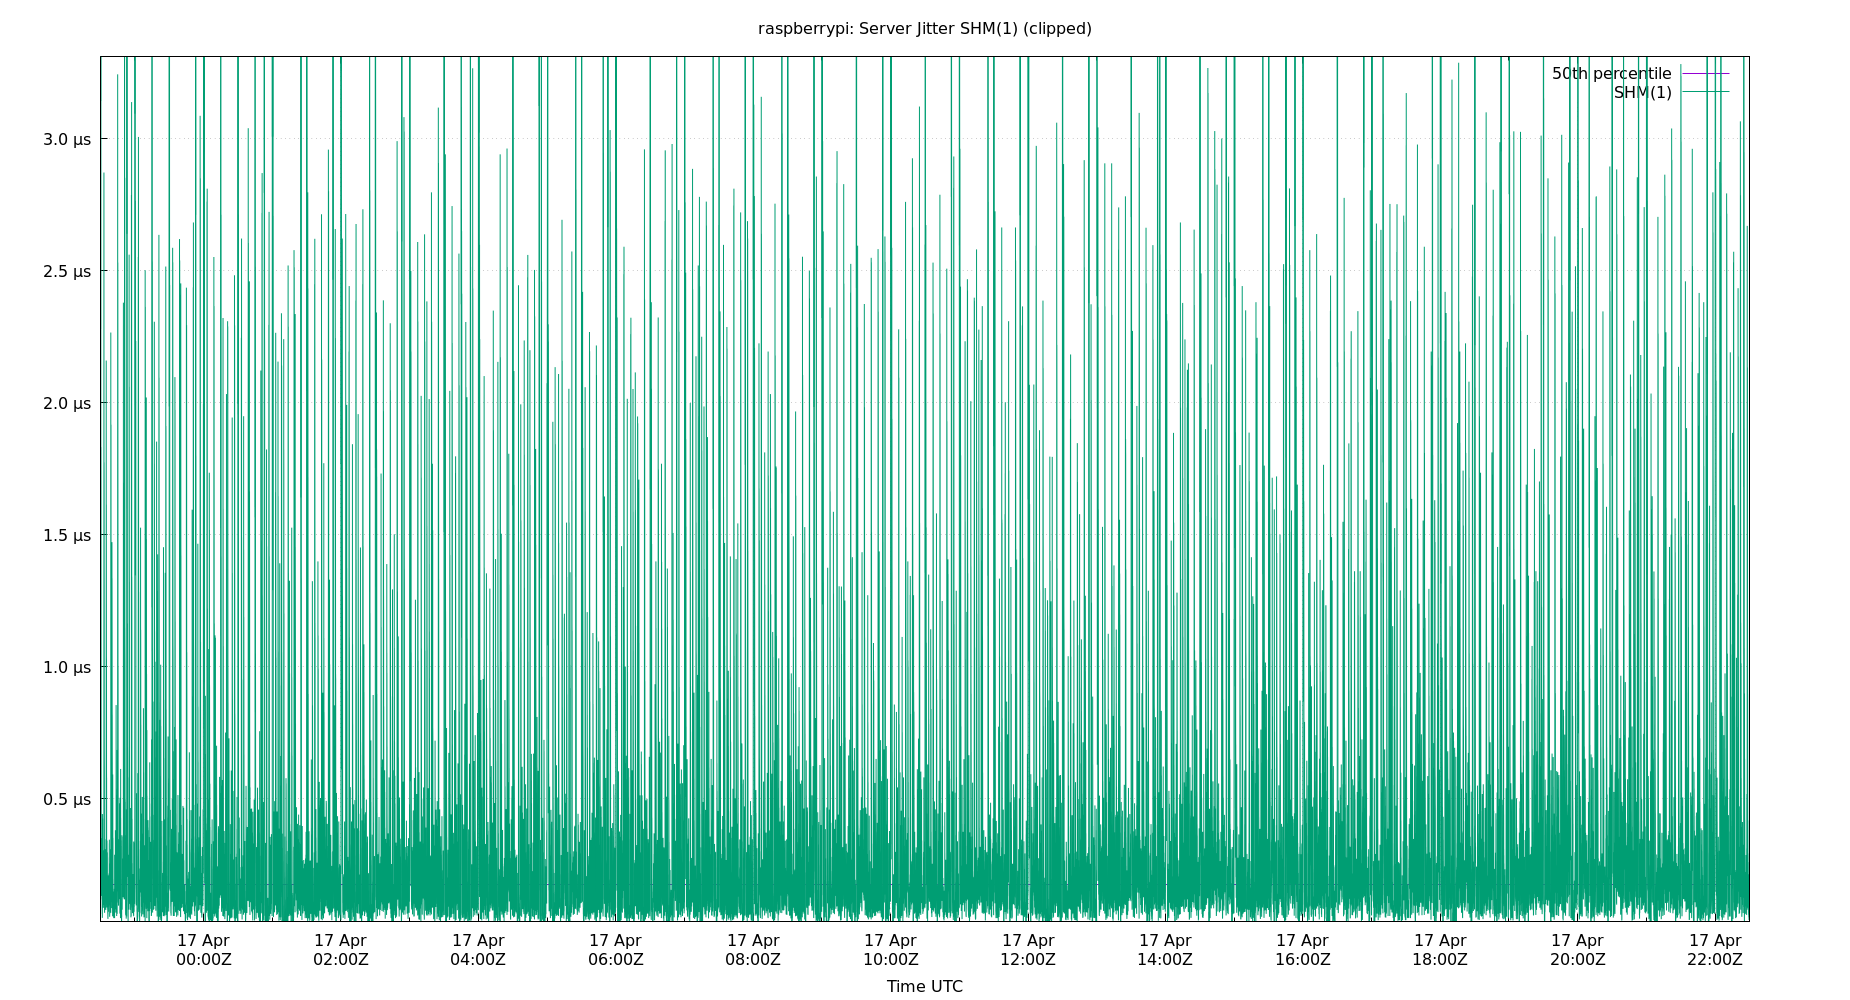 raspberrypi: Server Jitter SHM(1) (clipped)
50th percentile
SHM(1)
3.0 µs
2.5 µs
2.0 µs
1.5 µs
1.0 µs
0.5 µs
17 Apr 17 Apr 17 Apr 17 Apr 17 Apr 17 Apr 17 Apr 17 Apr 17 Apr 17 Apr 17 Apr 17 Apr
00:00Z 02:00Z 04:00Z 06:00Z 08:00Z 10:00Z 12:00Z 14:00Z 16:00Z 18:00Z 20:00Z 22:00Z
Time UTC